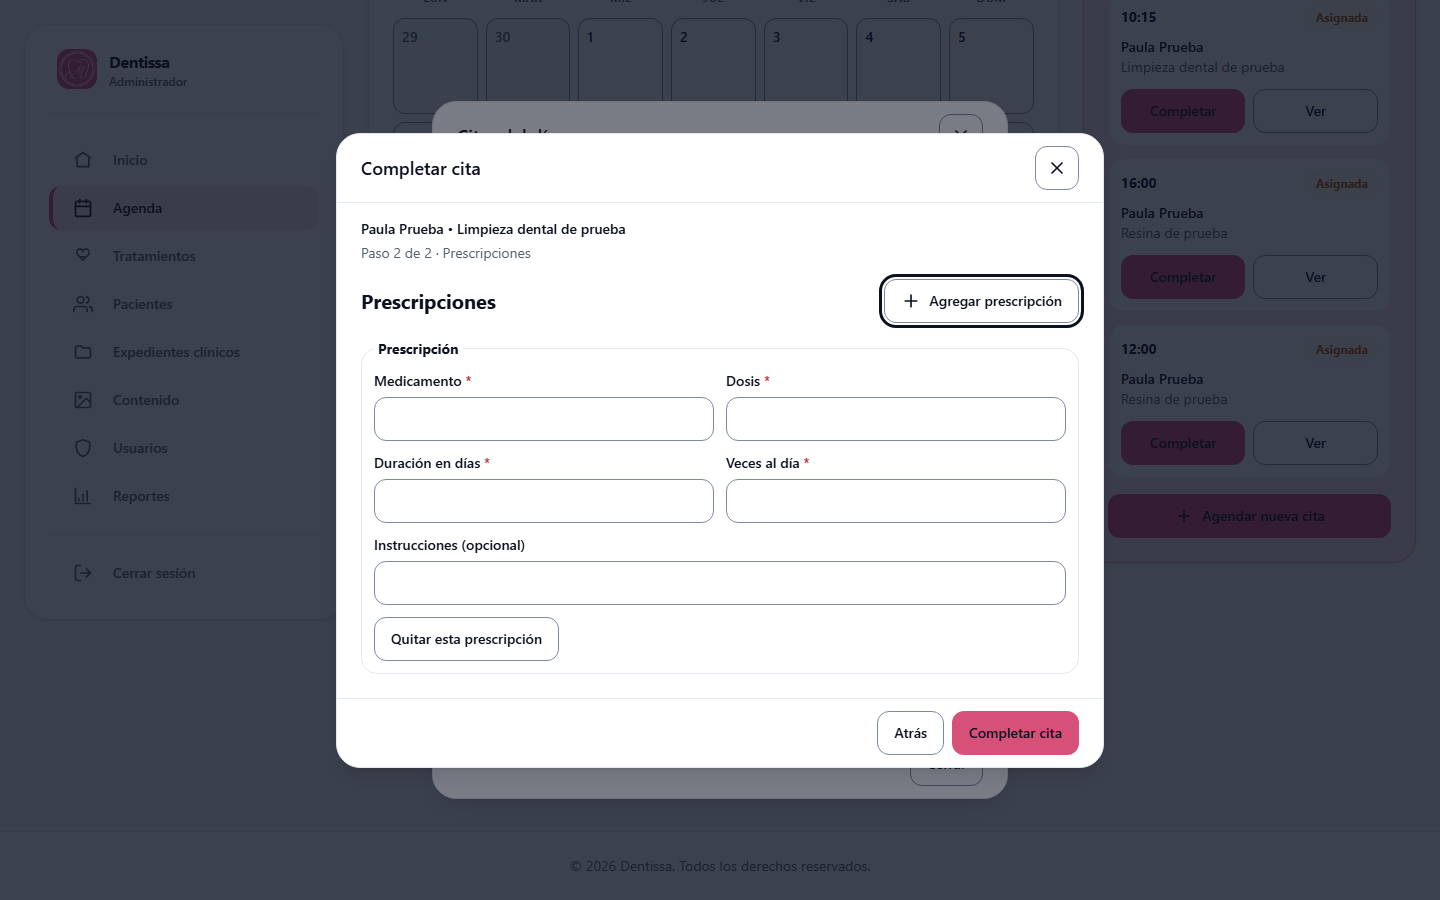 Dentissa
Administrador
Inicio
Agenda
Tratamientos
Pacientes
Expedientes clínicos
Contenido
Usuarios
Reportes
Cerrar sesión
29
30
1
2
3
4
5
Completar cita
Paula Prueba • Limpieza dental de prueba
Paso 2 de 2 · Prescripciones
Prescripciones
Agregar prescripción
Prescripción
Medicamento *
Dosis *
Duración en días *
Veces al día *
Instrucciones (opcional)
Quitar esta prescripción
Atrás
Completar cita
10:15
Asignada
Paula Prueba
Limpieza dental de prueba
Completar
Ver
16:00
Asignada
Paula Prueba
Resina de prueba
Completar
Ver
12:00
Asignada
Paula Prueba
Resina de prueba
Completar
Ver
Agendar nueva cita
© 2026 Dentissa. Todos los derechos reservados.